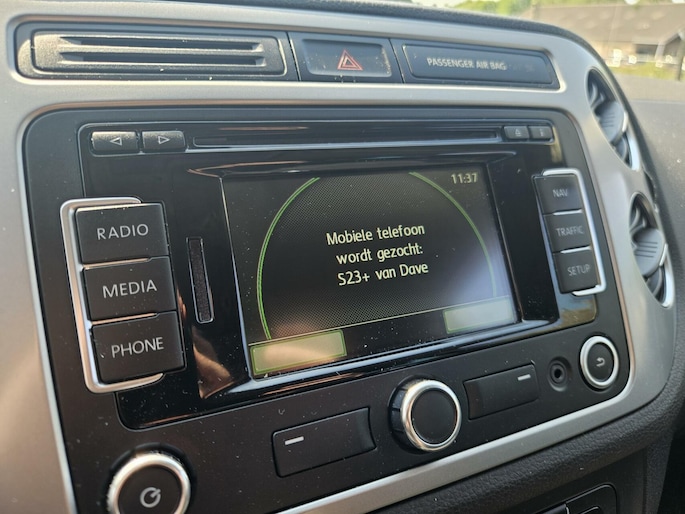 PASSENGER AIR BAG
11:37
Mobiele telefoon
wordt gezocht:
S23+ van Dave
RADIO
MEDIA
PHONE
NAV
TRAFFIC
SETUP